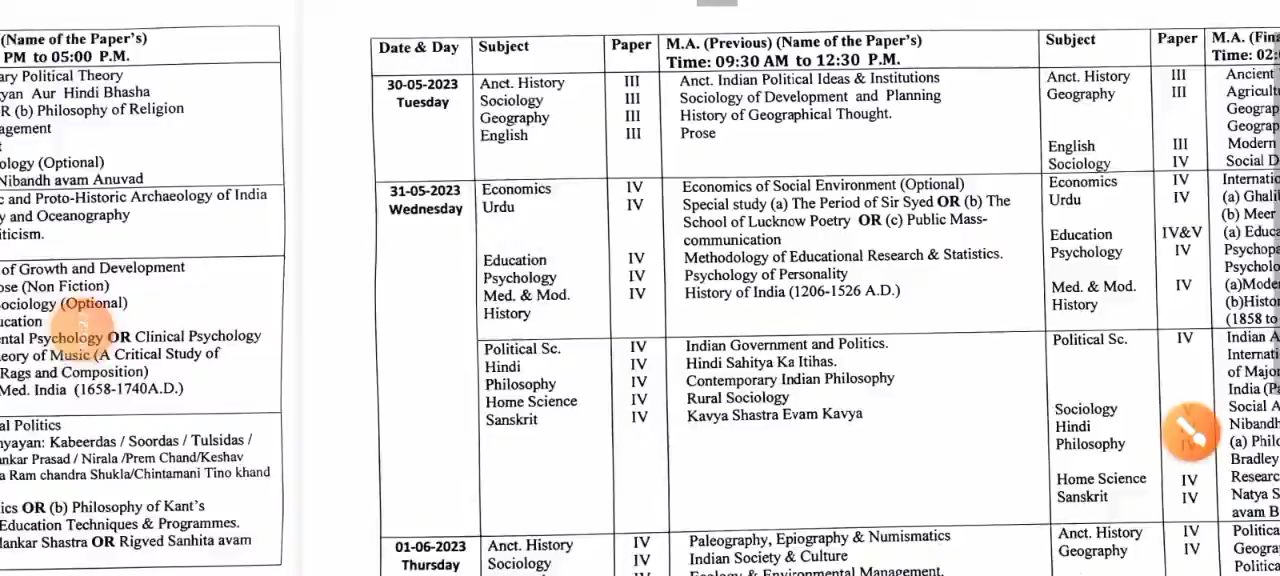 (Name of the Paper's)
PM to 05:00 P.M.
ary Political Theory
yan Aur Hindi Bhasha
R (b) Philosophy of Religion
agement
t
ology (Optional)
Nibandh avam Anuvad
c and Proto-Historic Archaeology of India
y and Oceanography
iticism.
of Growth and Development
ose (Non Fiction)
ociology (Optional)
ucation
ental Psychology OR Clinical Psychology
eory of Music (A Critical Study of
Rags and Composition)
Med. India (1658-1740A.D.)
al Politics
nyayan: Kabeerdas / Soordas / Tulsidas /
ankar Prasad / Nirala /Prem Chand/Keshav
a Ram chandra Shukla/Chintamani Tino khand
ics OR (b) Philosophy of Kant's
Education Techniques & Programmes.
lankar Shastra OR Rigved Sanhita avam
Date & Day Subject Paper M.A. (Previous) (Name of the Paper's) Subject Paper M.A. (Fina
Time: 09:30 AM to 12:30 P.M. Time: 02:
30-05-2023 Anct. History III Anct. Indian Political Ideas & Institutions Anct. History III Ancient
Tuesday Sociology III Sociology of Development and Planning Geography III Agricult
Geography III History of Geographical Thought. Geograp
English III Prose Geograp
English III Modern
Sociology IV Social D
31-05-2023 Economics IV Economics of Social Environment (Optional) Economics IV Internatio
Wednesday Urdu IV Special study (a) The Period of Sir Syed OR (b) The Urdu IV (a) Ghali
School of Lucknow Poetry OR (c) Public Mass- (b) Meer
communication Education IV&V (a) Educa
Education IV Methodology of Educational Research & Statistics. Psychology IV Psychopa
Psychology IV Psychology of Personality Psycholo
Med. & Mod. IV History of India (1206-1526 A.D.) Med. & Mod. IV (a)Mode
History History (b)Histo
(1858 to
Political Sc. IV Indian Government and Politics. Political Sc. IV Indian A
Hindi IV Hindi Sahitya Ka Itihas. Internati
Philosophy IV Contemporary Indian Philosophy of Major
Home Science IV Rural Sociology India (Pa
Sanskrit IV Kavya Shastra Evam Kavya Sociology Social A
Hindi Nibandh
Philosophy IV (a) Philo
Bradley
Home Science IV Researc
Sanskrit IV Natya S
avam B
01-06-2023 Anct. History IV Paleography, Epiography & Numismatics Anct. History IV Politica
Thursday Sociology IV Indian Society & Culture Geography IV Geogra
Ecology & Environmental Management. Politica